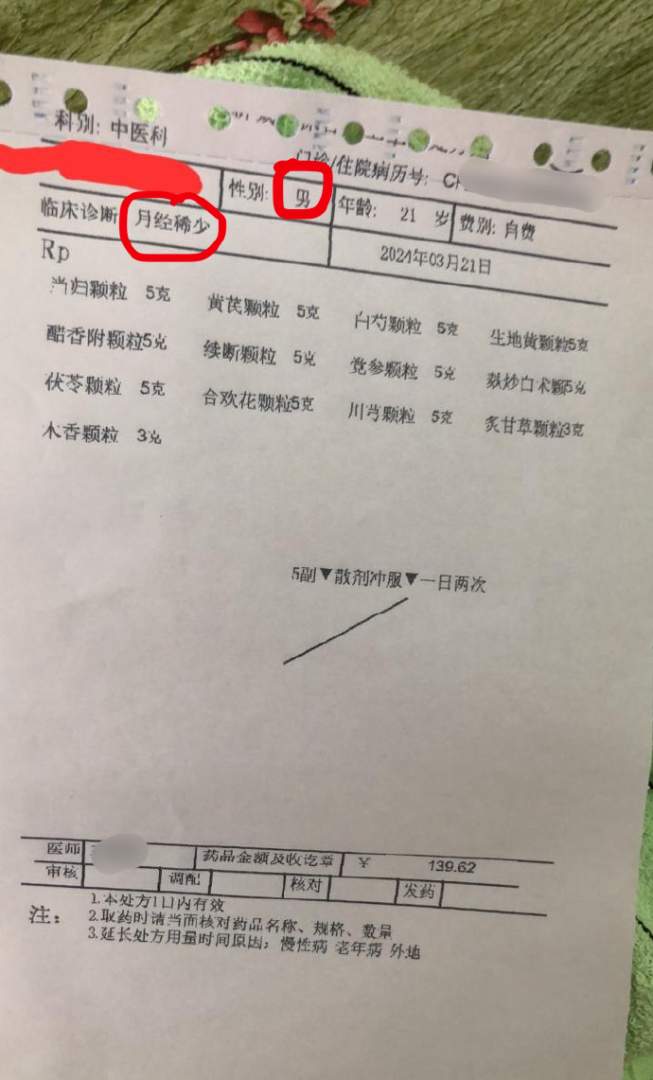 科别: 中医科
门诊/住院病历号:
性别: 男 年龄: 21 岁 费别: 自费
临床诊断 月经稀少
2024年03月21日
Rp
当归颗粒 5克 黄芪颗粒 5克 白芍颗粒 5克 生地黄颗粒5克
醋香附颗粒5克 续断颗粒 5克 党参颗粒 5克 麸炒白术颗5克
茯苓颗粒 5克 合欢花颗粒5克 川芎颗粒 5克 炙甘草颗粒3克
木香颗粒 3克
5副▼散剂冲服▼一日两次
医师 药品金额及收讫章 ¥ 139.62
审核 调配 核对 发药
注:
1.本处方1日内有效
2.取药时请当面核对药品名称、规格、数量
3.延长处方用量时间原因: 慢性病 老年病 外地